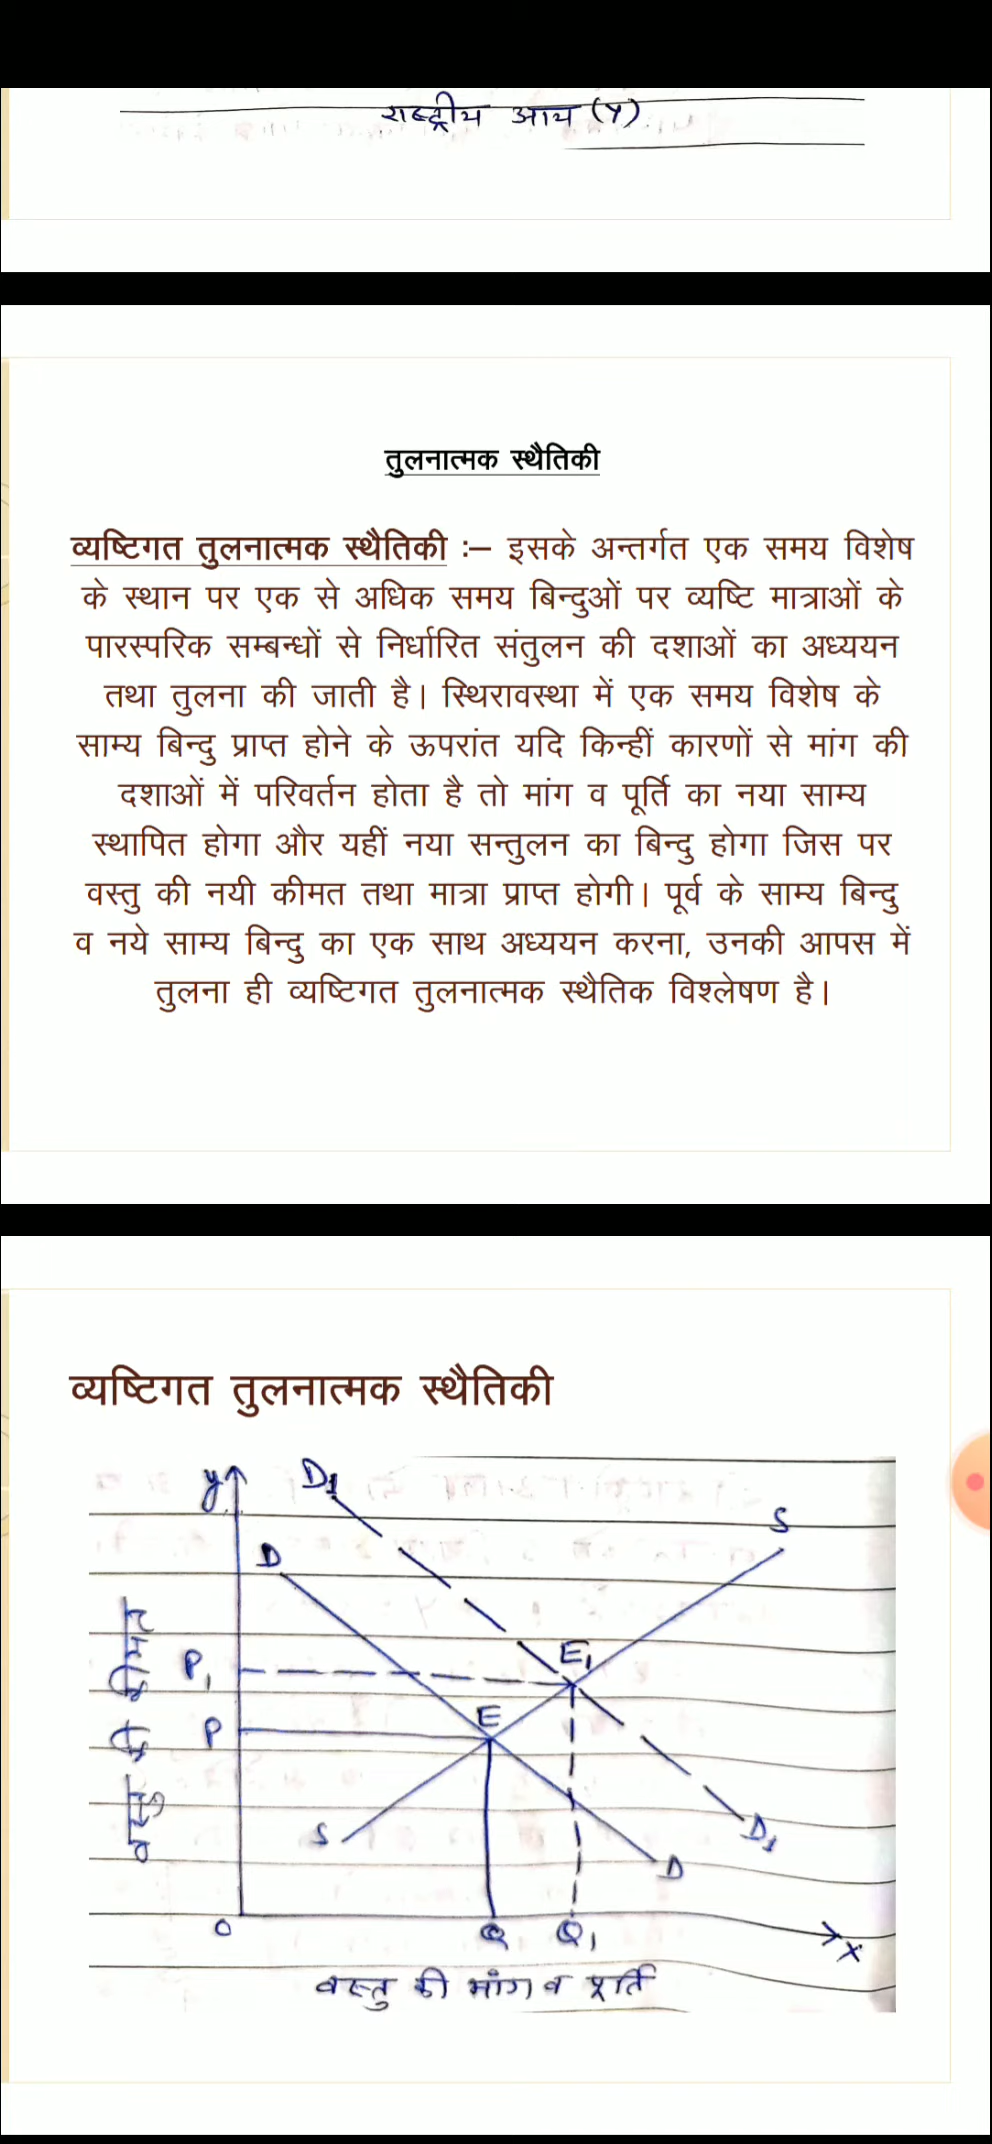 राष्ट्रीय आय (Y)
तुलनात्मक स्थैतिकी
व्यष्टिगत तुलनात्मक स्थैतिकी :– इसके अन्तर्गत एक समय विशेष
के स्थान पर एक से अधिक समय बिन्दुओं पर व्यष्टि मात्राओं के
पारस्परिक सम्बन्धों से निर्धारित संतुलन की दशाओं का अध्ययन
तथा तुलना की जाती है। स्थिरावस्था में एक समय विशेष के
साम्य बिन्दु प्राप्त होने के ऊपरांत यदि किन्हीं कारणों से मांग की
दशाओं में परिवर्तन होता है तो मांग व पूर्ति का नया साम्य
स्थापित होगा और यहीं नया सन्तुलन का बिन्दु होगा जिस पर
वस्तु की नयी कीमत तथा मात्रा प्राप्त होगी। पूर्व के साम्य बिन्दु
व नये साम्य बिन्दु का एक साथ अध्ययन करना, उनकी आपस में
तुलना ही व्यष्टिगत तुलनात्मक स्थैतिक विश्लेषण है।
व्यष्टिगत तुलनात्मक स्थैतिकी
y
D1
S
D
वस्तु की कीमत
P1
E1
P
E
S
D1
D
O
Q
Q1
X
वस्तु की मांग व पूर्ति